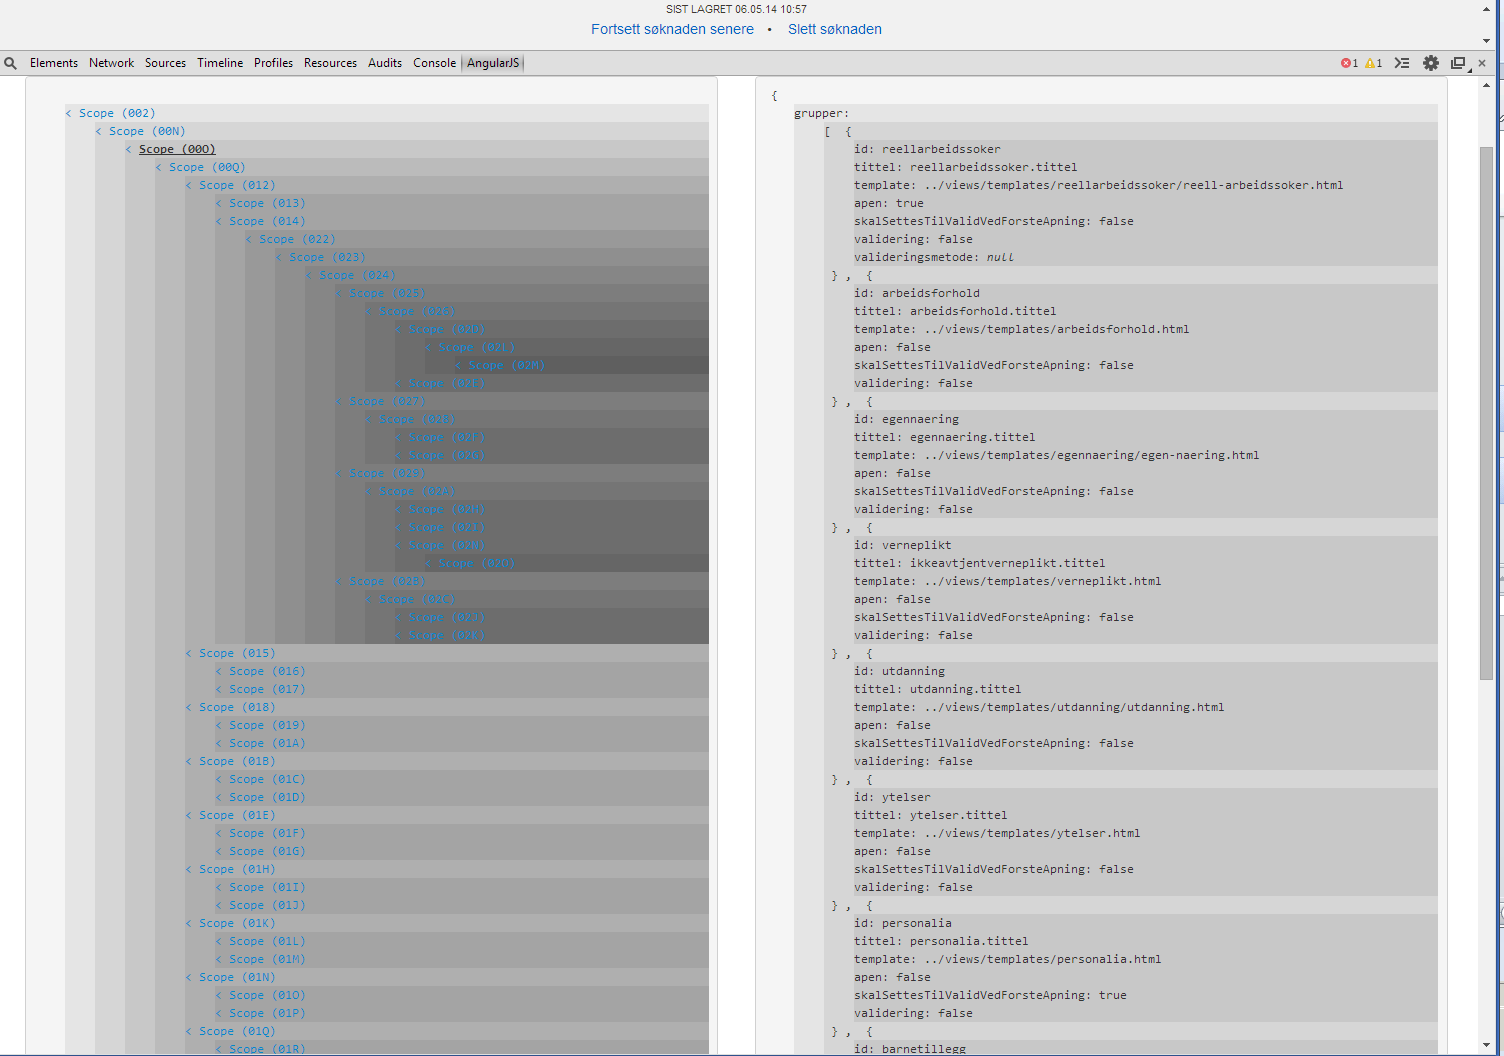 SIST LAGRET 06.05.14 10:57
Fortsett søknaden senere • Slett søknaden
Elements Network Sources Timeline Profiles Resources Audits Console AngularJS 1 1
< Scope (002)
< Scope (00N)
< Scope (00O)
< Scope (00Q)
< Scope (012)
< Scope (013)
< Scope (014)
< Scope (022)
< Scope (023)
< Scope (024)
< Scope (025)
< Scope (026)
< Scope (02D)
< Scope (02L)
< Scope (02M)
< Scope (02E)
< Scope (027)
< Scope (028)
< Scope (02F)
< Scope (02G)
< Scope (029)
< Scope (02A)
< Scope (02H)
< Scope (02I)
< Scope (02N)
< Scope (02O)
< Scope (02B)
< Scope (02C)
< Scope (02J)
< Scope (02K)
< Scope (015)
< Scope (016)
< Scope (017)
< Scope (018)
< Scope (019)
< Scope (01A)
< Scope (01B)
< Scope (01C)
< Scope (01D)
< Scope (01E)
< Scope (01F)
< Scope (01G)
< Scope (01H)
< Scope (01I)
< Scope (01J)
< Scope (01K)
< Scope (01L)
< Scope (01M)
< Scope (01N)
< Scope (01O)
< Scope (01P)
< Scope (01Q)
< Scope (01R)
{
grupper:
[ {
id: reellarbeidssoker
tittel: reellarbeidssoker.tittel
template: ../views/templates/reellarbeidssoker/reell-arbeidssoker.html
apen: true
skalSettesTilValidVedForsteApning: false
validering: false
valideringsmetode: null
} , {
id: arbeidsforhold
tittel: arbeidsforhold.tittel
template: ../views/templates/arbeidsforhold.html
apen: false
skalSettesTilValidVedForsteApning: false
validering: false
} , {
id: egennaering
tittel: egennaering.tittel
template: ../views/templates/egennaering/egen-naering.html
apen: false
skalSettesTilValidVedForsteApning: false
validering: false
} , {
id: verneplikt
tittel: ikkeavtjentverneplikt.tittel
template: ../views/templates/verneplikt.html
apen: false
skalSettesTilValidVedForsteApning: false
validering: false
} , {
id: utdanning
tittel: utdanning.tittel
template: ../views/templates/utdanning/utdanning.html
apen: false
skalSettesTilValidVedForsteApning: false
validering: false
} , {
id: ytelser
tittel: ytelser.tittel
template: ../views/templates/ytelser.html
apen: false
skalSettesTilValidVedForsteApning: false
validering: false
} , {
id: personalia
tittel: personalia.tittel
template: ../views/templates/personalia.html
apen: false
skalSettesTilValidVedForsteApning: true
validering: false
} , {
id: barnetillegg